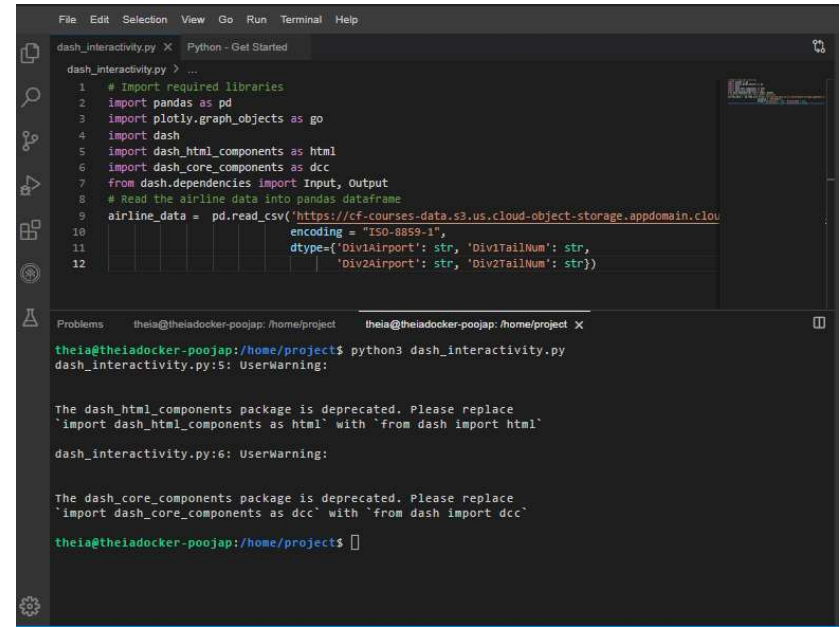 File Edit Selection View Go Run Terminal Help
dash_interactivity.py × Python - Get Started
dash_interactivity.py > ...
1 # Import required libraries
2 import pandas as pd
3 import plotly.graph_objects as go
4 import dash
5 import dash_html_components as html
6 import dash_core_components as dcc
7 from dash.dependencies import Input, Output
8 # Read the airline data into pandas dataframe
9 airline_data =  pd.read_csv('https://cf-courses-data.s3.us.cloud-object-storage.appdomain.clou
10 encoding = "ISO-8859-1",
11 dtype={'Div1Airport': str, 'Div1TailNum': str,
12 'Div2Airport': str, 'Div2TailNum': str})
Problems theia@theiadocker-poojap: /home/project theia@theiadocker-poojap: /home/project ×
theia@theiadocker-poojap:/home/project$ python3 dash_interactivity.py
dash_interactivity.py:5: UserWarning:
The dash_html_components package is deprecated. Please replace
`import dash_html_components as html` with `from dash import html`
dash_interactivity.py:6: UserWarning:
The dash_core_components package is deprecated. Please replace
`import dash_core_components as dcc` with `from dash import dcc`
theia@theiadocker-poojap:/home/project$